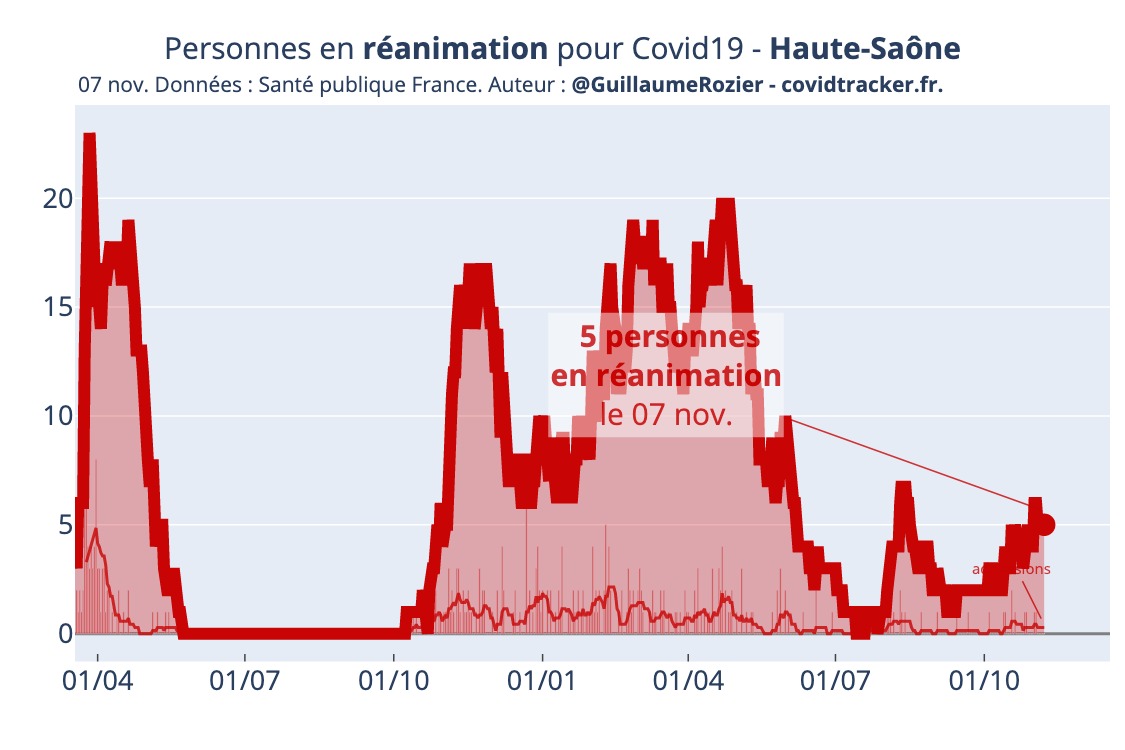 Personnes en réanimation pour Covid19 - Haute-Saône
07 nov. Données : Santé publique France. Auteur : @GuillaumeRozier - covidtracker.fr.
20
15
10
5
0
5 personnes
en réanimation
le 07 nov.
01/04
01/07
01/10
01/01
01/04
01/07
01/10